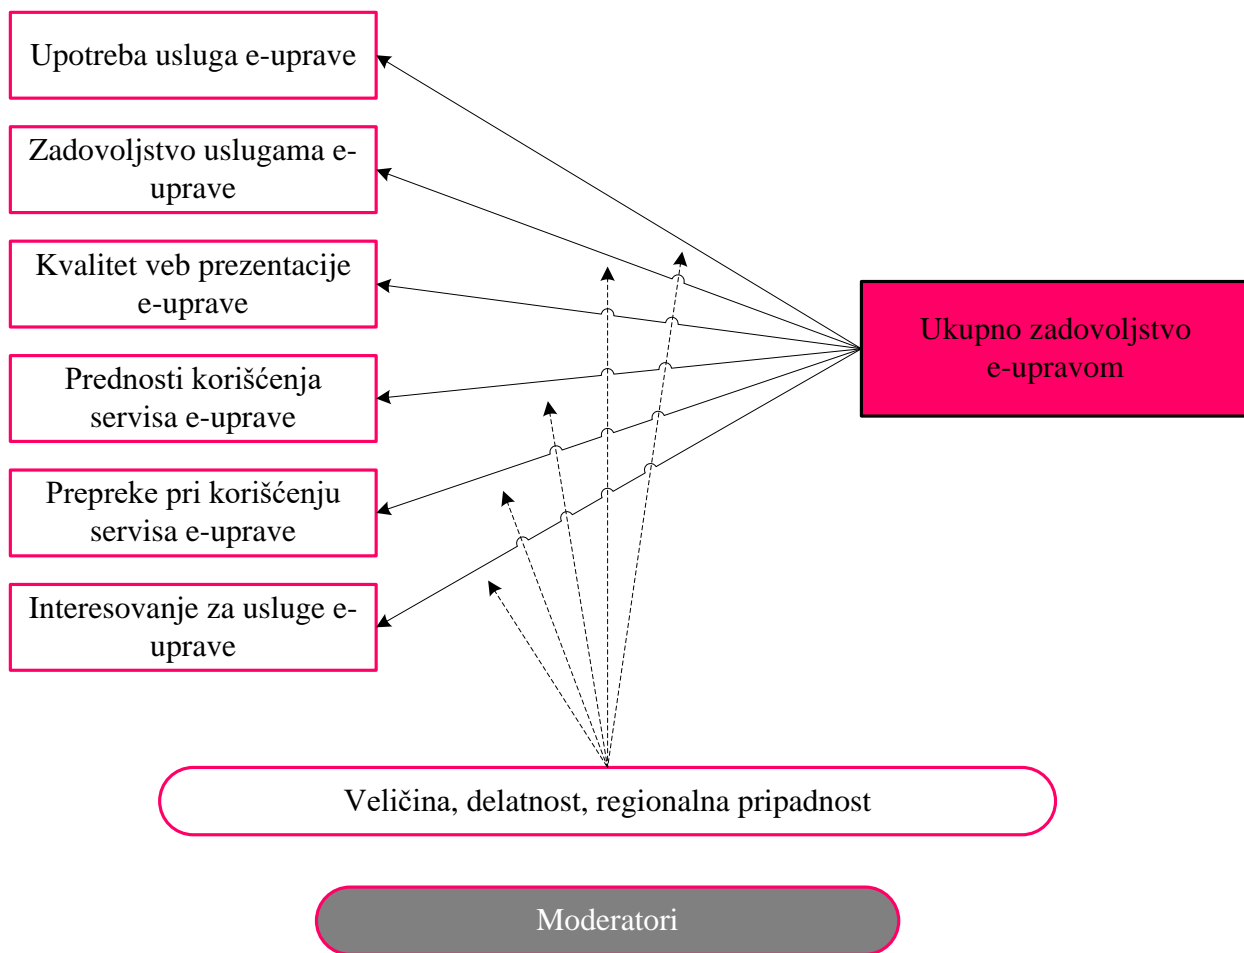 Upotreba usluga e-uprave
Zadovoljstvo uslugama e-
uprave
Kvalitet veb prezentacije
e-uprave
Prednosti korišćenja
servisa e-uprave
Prepreke pri korišćenju
servisa e-uprave
Interesovanje za usluge e-
uprave
Ukupno zadovoljstvo
e-upravom
Veličina, delatnost, regionalna pripadnost
Moderatori